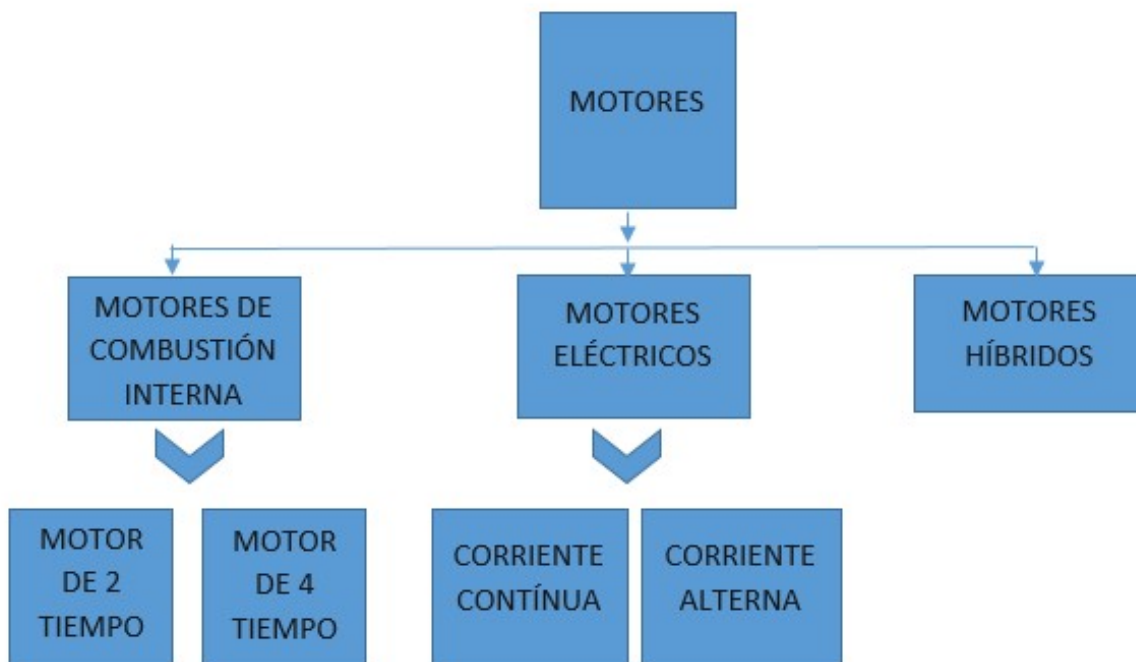 MOTORES
MOTORES DE
COMBUSTIÓN
INTERNA
MOTORES
ELÉCTRICOS
MOTORES
HÍBRIDOS
MOTOR
DE 2
TIEMPO
MOTOR
DE 4
TIEMPO
CORRIENTE
CONTÍNUA
CORRIENTE
ALTERNA